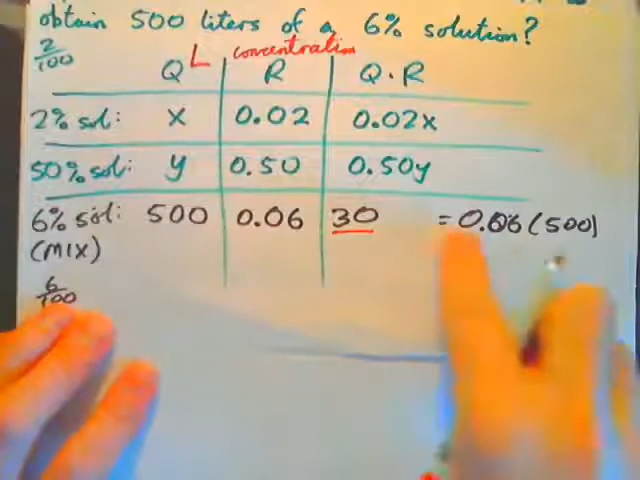 obtain 500 liters of a 6% solution?
2/100 Q L R concentration Q · R
2% sol: x 0.02 0.02x
50% sol: y 0.50 0.50y
6% sol: 500 0.06 30 = 0.06(500)
(MIX)
6/100